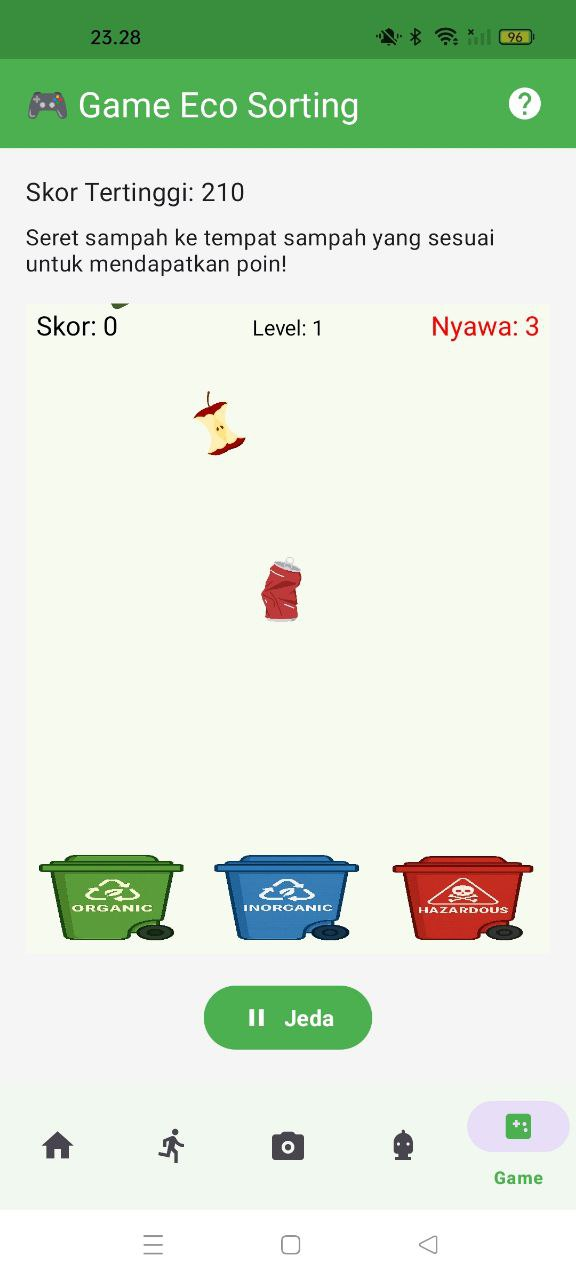 23.28
96
Game Eco Sorting
Skor Tertinggi: 210
Seret sampah ke tempat sampah yang sesuai
untuk mendapatkan poin!
Skor: 0
Level: 1
Nyawa: 3
ORGANIC
INORGANIC
HAZARDOUS
Jeda
Game